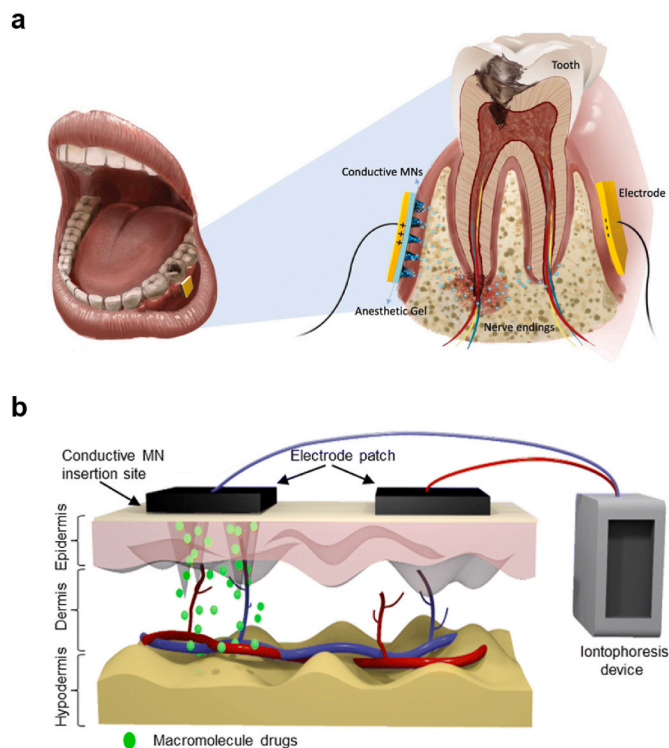 a
Tooth
Conductive MNs
Electrode
+++
---
Anesthetic Gel
Nerve endings
b
Conductive MN
insertion site
Electrode patch
Epidermis
Dermis
Hypodermis
Iontophoresis
device
Macromolecule drugs